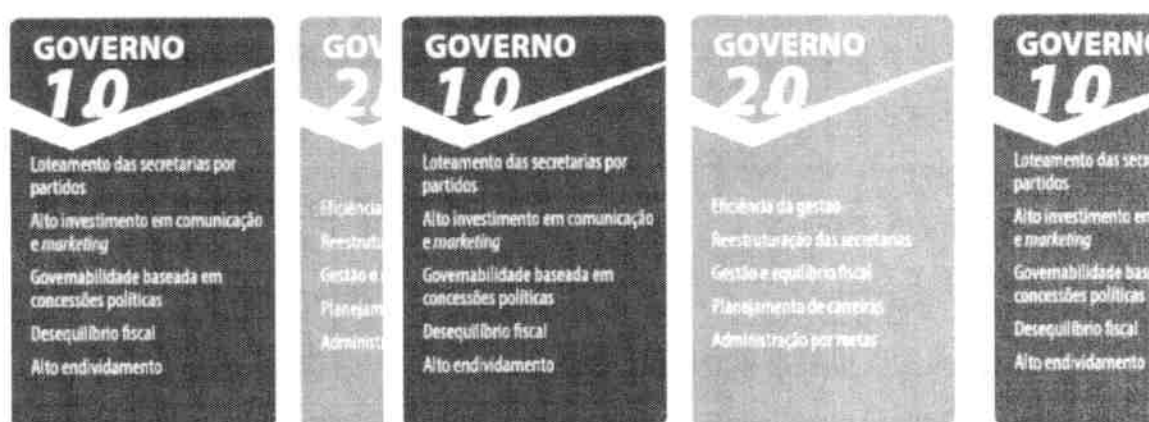 GOVERNO
1.0
Loteamento das secretarias por
partidos
Alto investimento em comunicação
e marketing
Governabilidade baseada em
concessões políticas
Desequilíbrio fiscal
Alto endividamento
GOV
2.
Eficiência
Reestrutu
Gestão e
Planejam
Administ
GOVERNO
1.0
Loteamento das secretarias por
partidos
Alto investimento em comunicação
e marketing
Governabilidade baseada em
concessões políticas
Desequilíbrio fiscal
Alto endividamento
GOVERNO
2.0
Eficiência da gestão
Reestruturação das secretarias
Gestão e equilíbrio fiscal
Planejamento de carreiras
Administração por metas
GOVERNO
1.0
Loteamento das secr
partidos
Alto investimento em
e marketing
Governabilidade bas
concessões políticas
Desequilíbrio fiscal
Alto endividamento